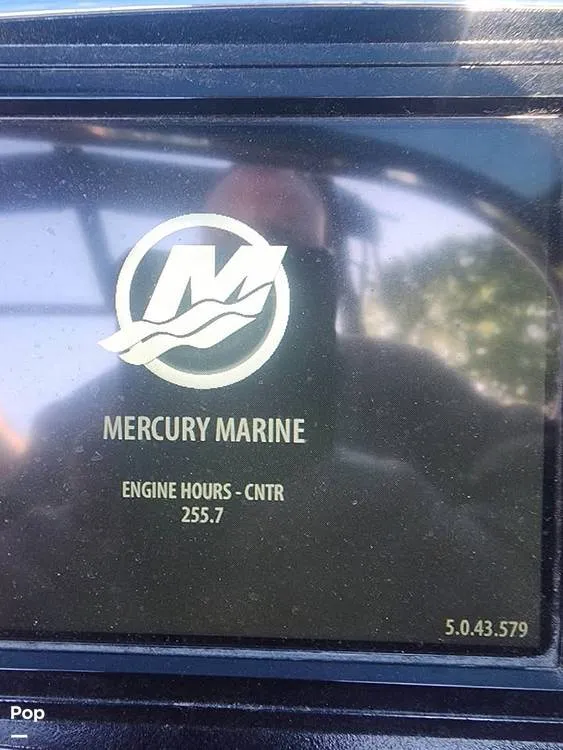 M
MERCURY MARINE
ENGINE HOURS - CNTR
255.7
5.0.43.579
Pop